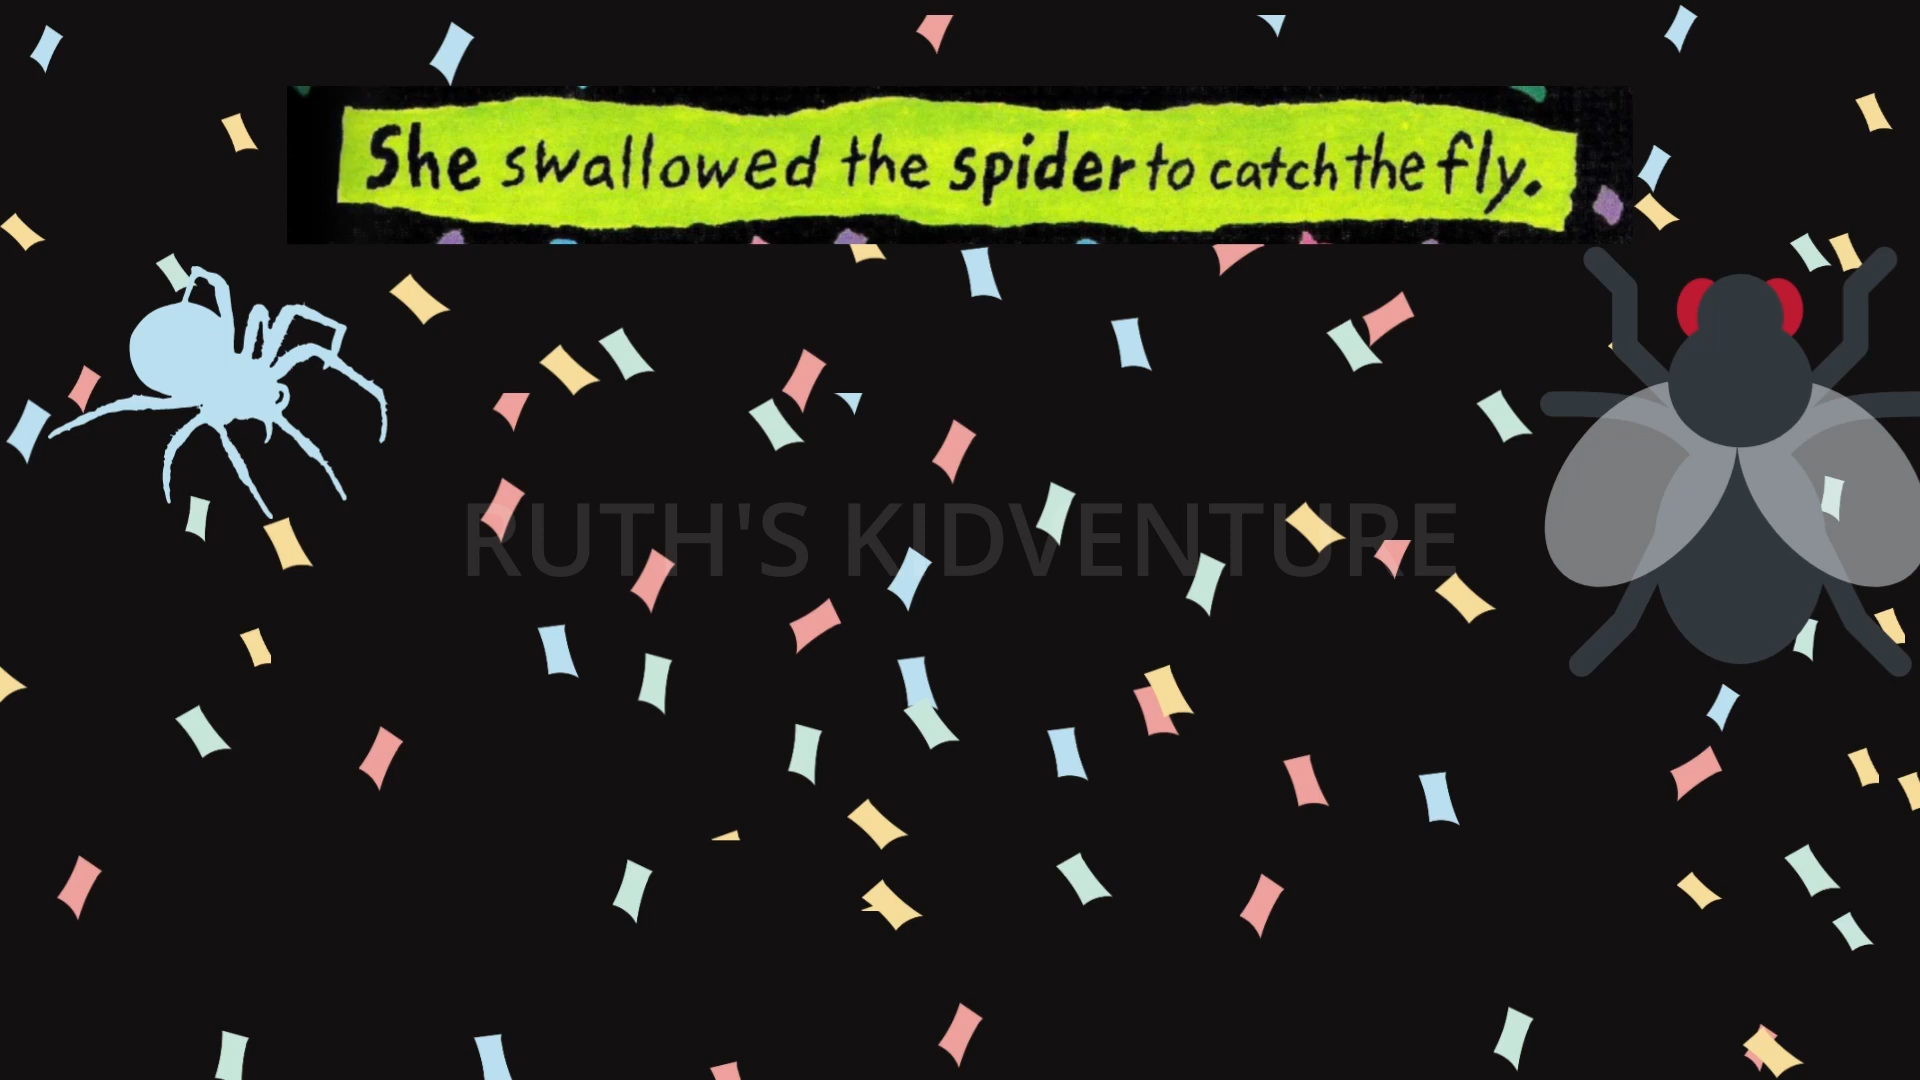 She swallowed the spider to catch the fly.
RUTH'S KIDVENTURE